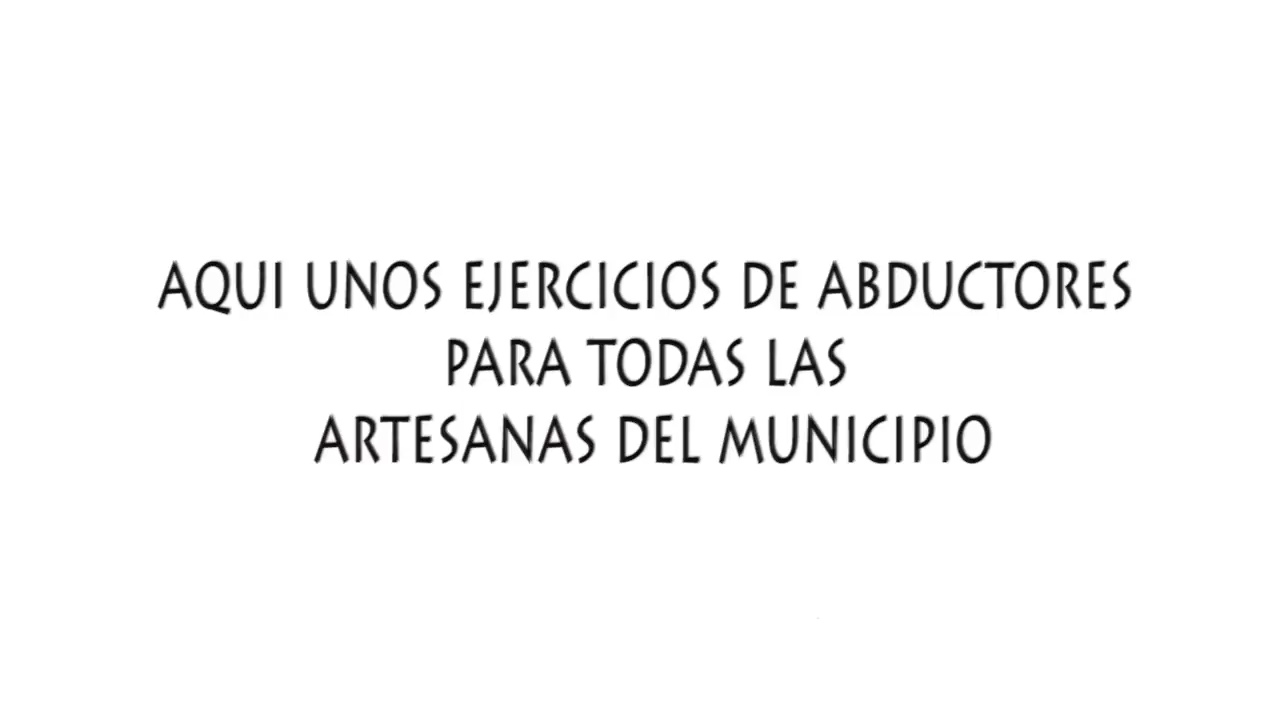 AQUI UNOS EJERCICIOS DE ABDUCTORES
PARA TODAS LAS
ARTESANAS DEL MUNICIPIO